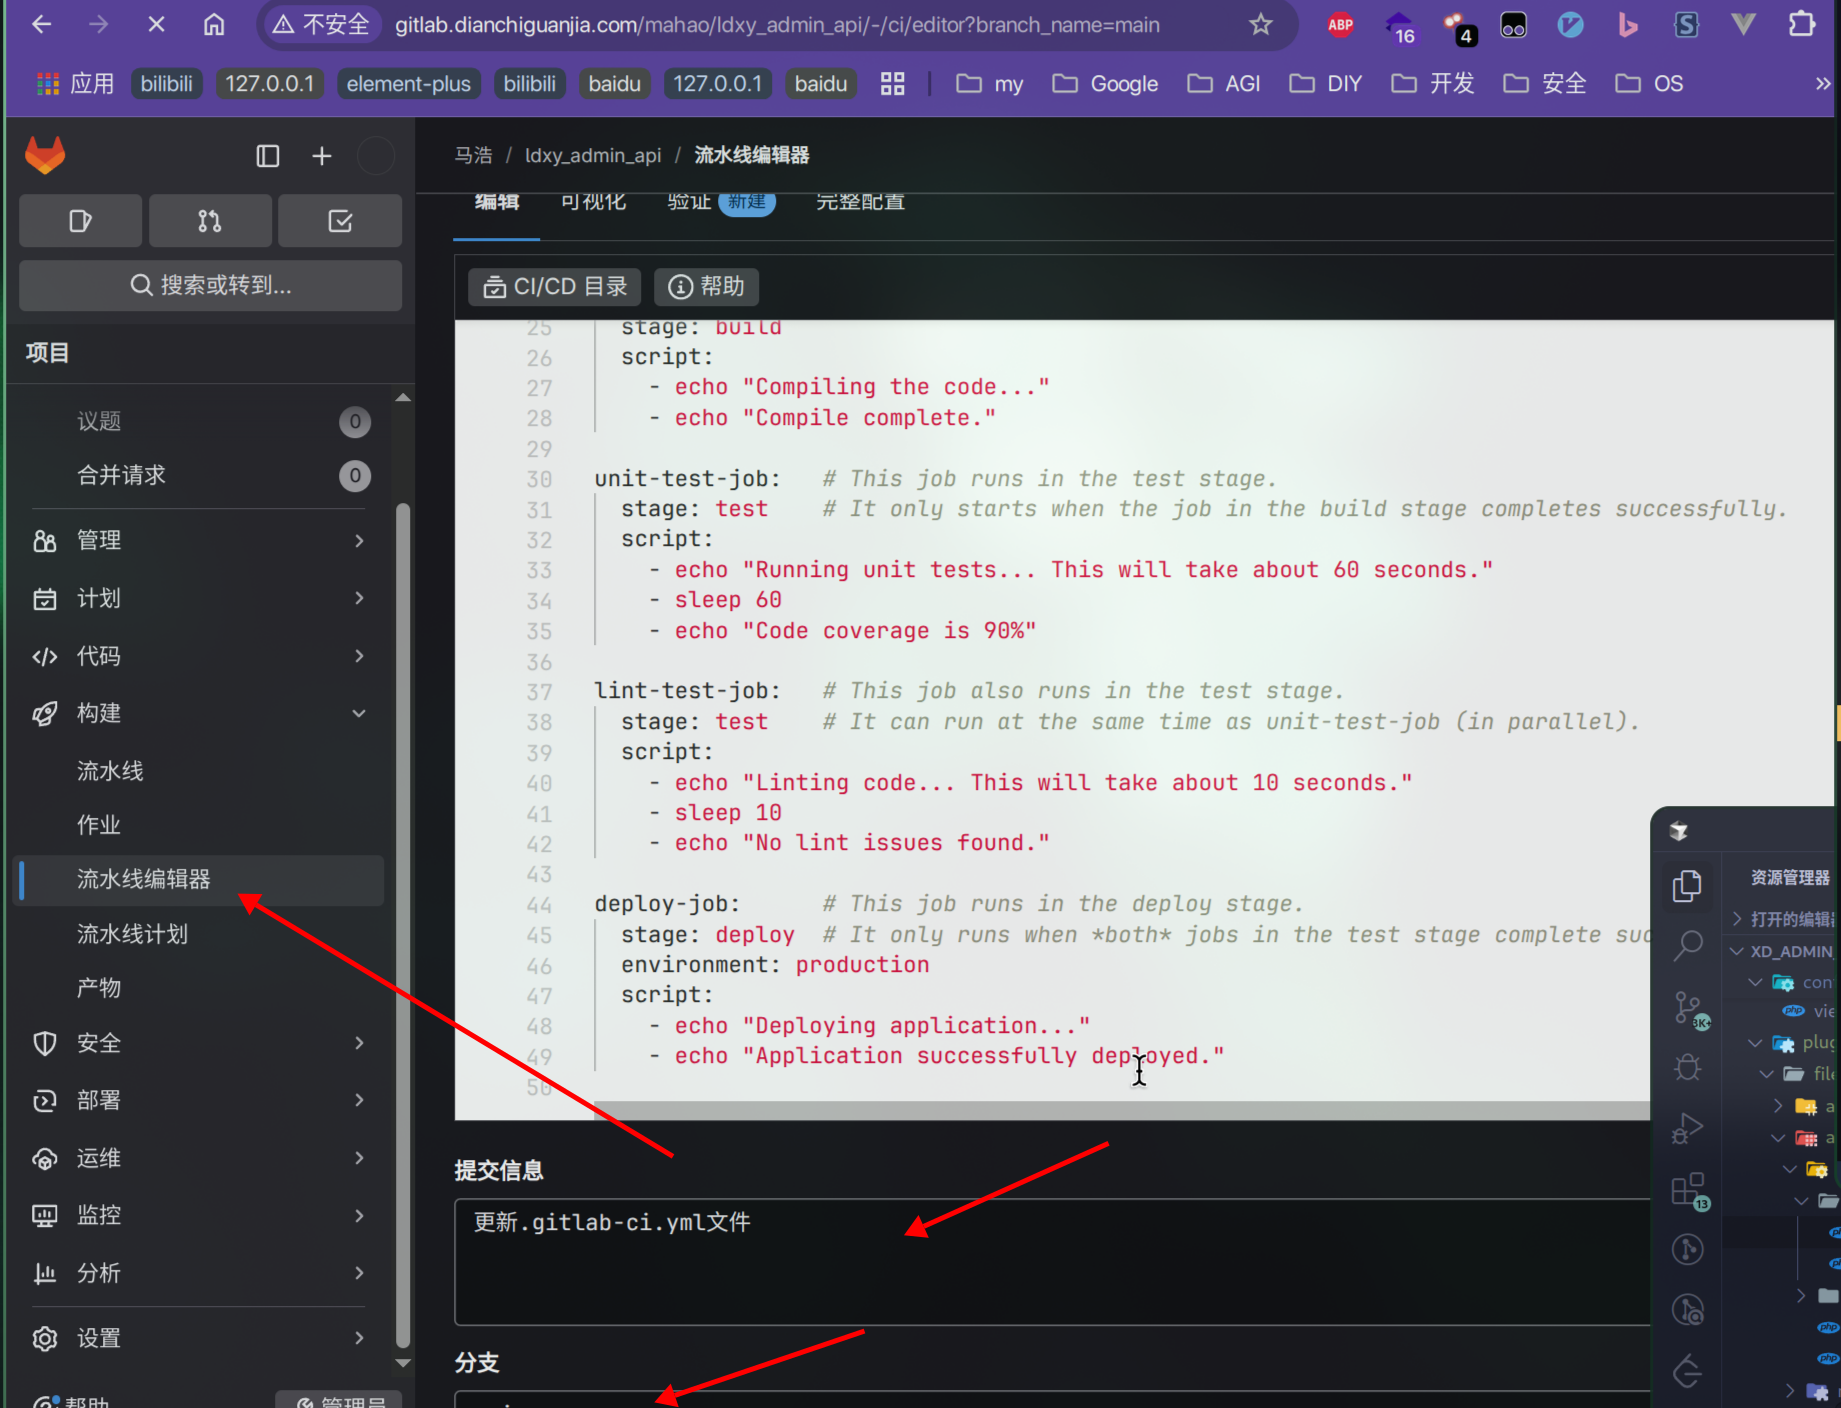 不安全 gitlab.dianchiguanjia.com/mahao/ldxy_admin_api/-/ci/editor?branch_name=main
ABP 16 4
应用 bilibili 127.0.0.1 element-plus bilibili baidu 127.0.0.1 baidu my Google AGI DIY 开发 安全 OS
马浩 / ldxy_admin_api / 流水线编辑器
编辑 可视化 验证 新建 完整配置
搜索或转到...
CI/CD 目录 帮助
项目
议题 0
合并请求 0
管理
计划
代码
构建
流水线
作业
流水线编辑器
流水线计划
产物
安全
部署
运维
监控
分析
设置
帮助 管理员
25 stage: build
26 script:
27 - echo "Compiling the code..."
28 - echo "Compile complete."
29
30 unit-test-job: # This job runs in the test stage.
31 stage: test # It only starts when the job in the build stage completes successfully.
32 script:
33 - echo "Running unit tests... This will take about 60 seconds."
34 - sleep 60
35 - echo "Code coverage is 90%"
36
37 lint-test-job: # This job also runs in the test stage.
38 stage: test # It can run at the same time as unit-test-job (in parallel).
39 script:
40 - echo "Linting code... This will take about 10 seconds."
41 - sleep 10
42 - echo "No lint issues found."
43
44 deploy-job: # This job runs in the deploy stage.
45 stage: deploy # It only runs when *both* jobs in the test stage complete suc
46 environment: production
47 script:
48 - echo "Deploying application..."
49 - echo "Application successfully deployed."
50
提交信息
更新.gitlab-ci.yml文件
分支
资源管理器
打开的编辑
XD_ADMIN_
con
vie
plug
file
a
a
3K+
13